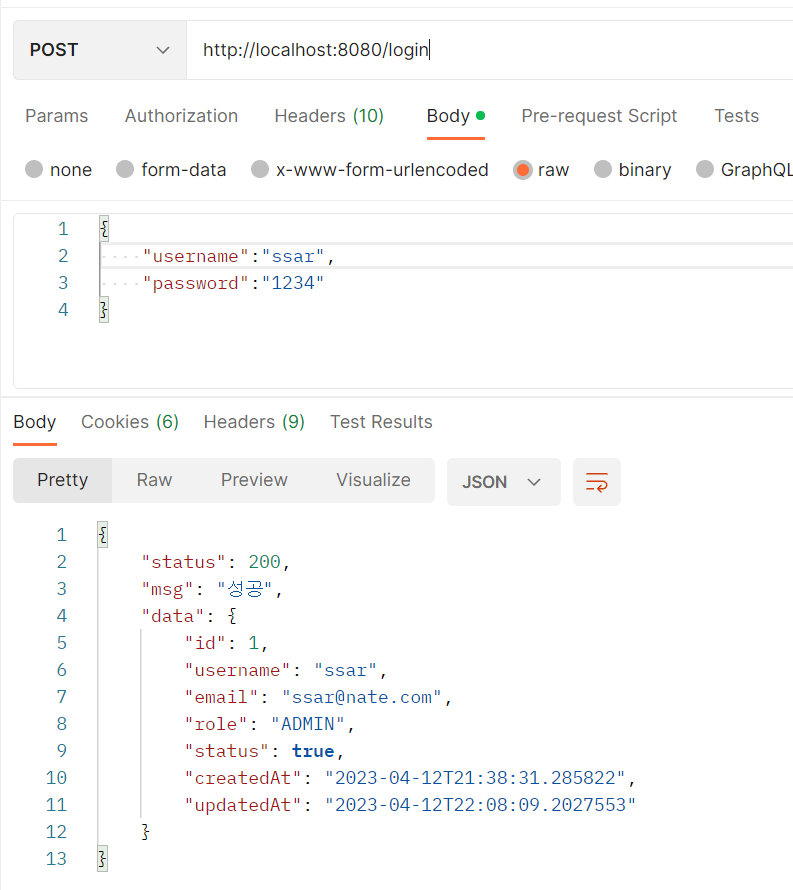 POST http://localhost:8080/login
Params Authorization Headers (10) Body Pre-request Script Tests
none form-data x-www-form-urlencoded raw binary GraphQL
1 {
2 "username":"ssar",
3 "password":"1234"
4 }
Body Cookies (6) Headers (9) Test Results
Pretty Raw Preview Visualize JSON
1 {
2 "status": 200,
3 "msg": "성공",
4 "data": {
5 "id": 1,
6 "username": "ssar",
7 "email": "ssar@nate.com",
8 "role": "ADMIN",
9 "status": true,
10 "createdAt": "2023-04-12T21:38:31.285822",
11 "updatedAt": "2023-04-12T22:08:09.2027553"
12 }
13 }